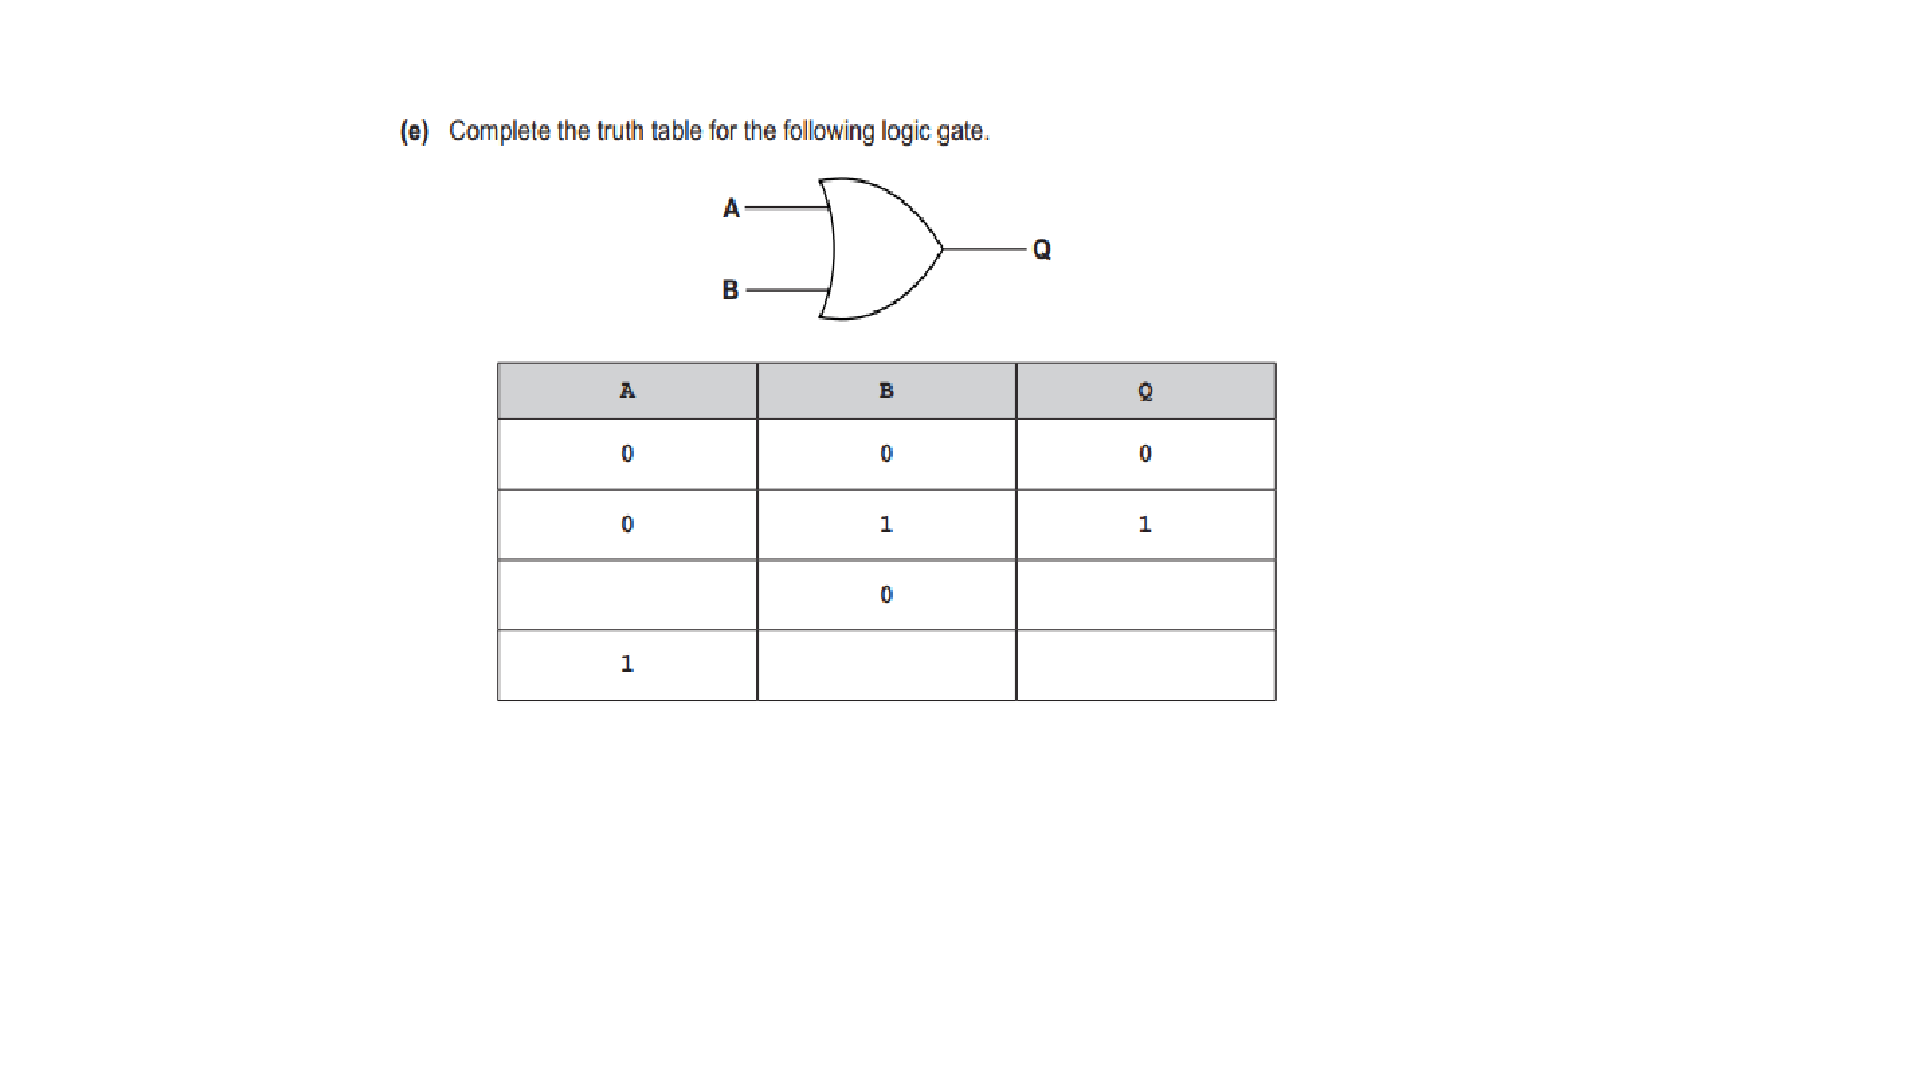 (e) Complete the truth table for the following logic gate.
A
Q
B
A B Q
0 0 0
0 1 1
0
1